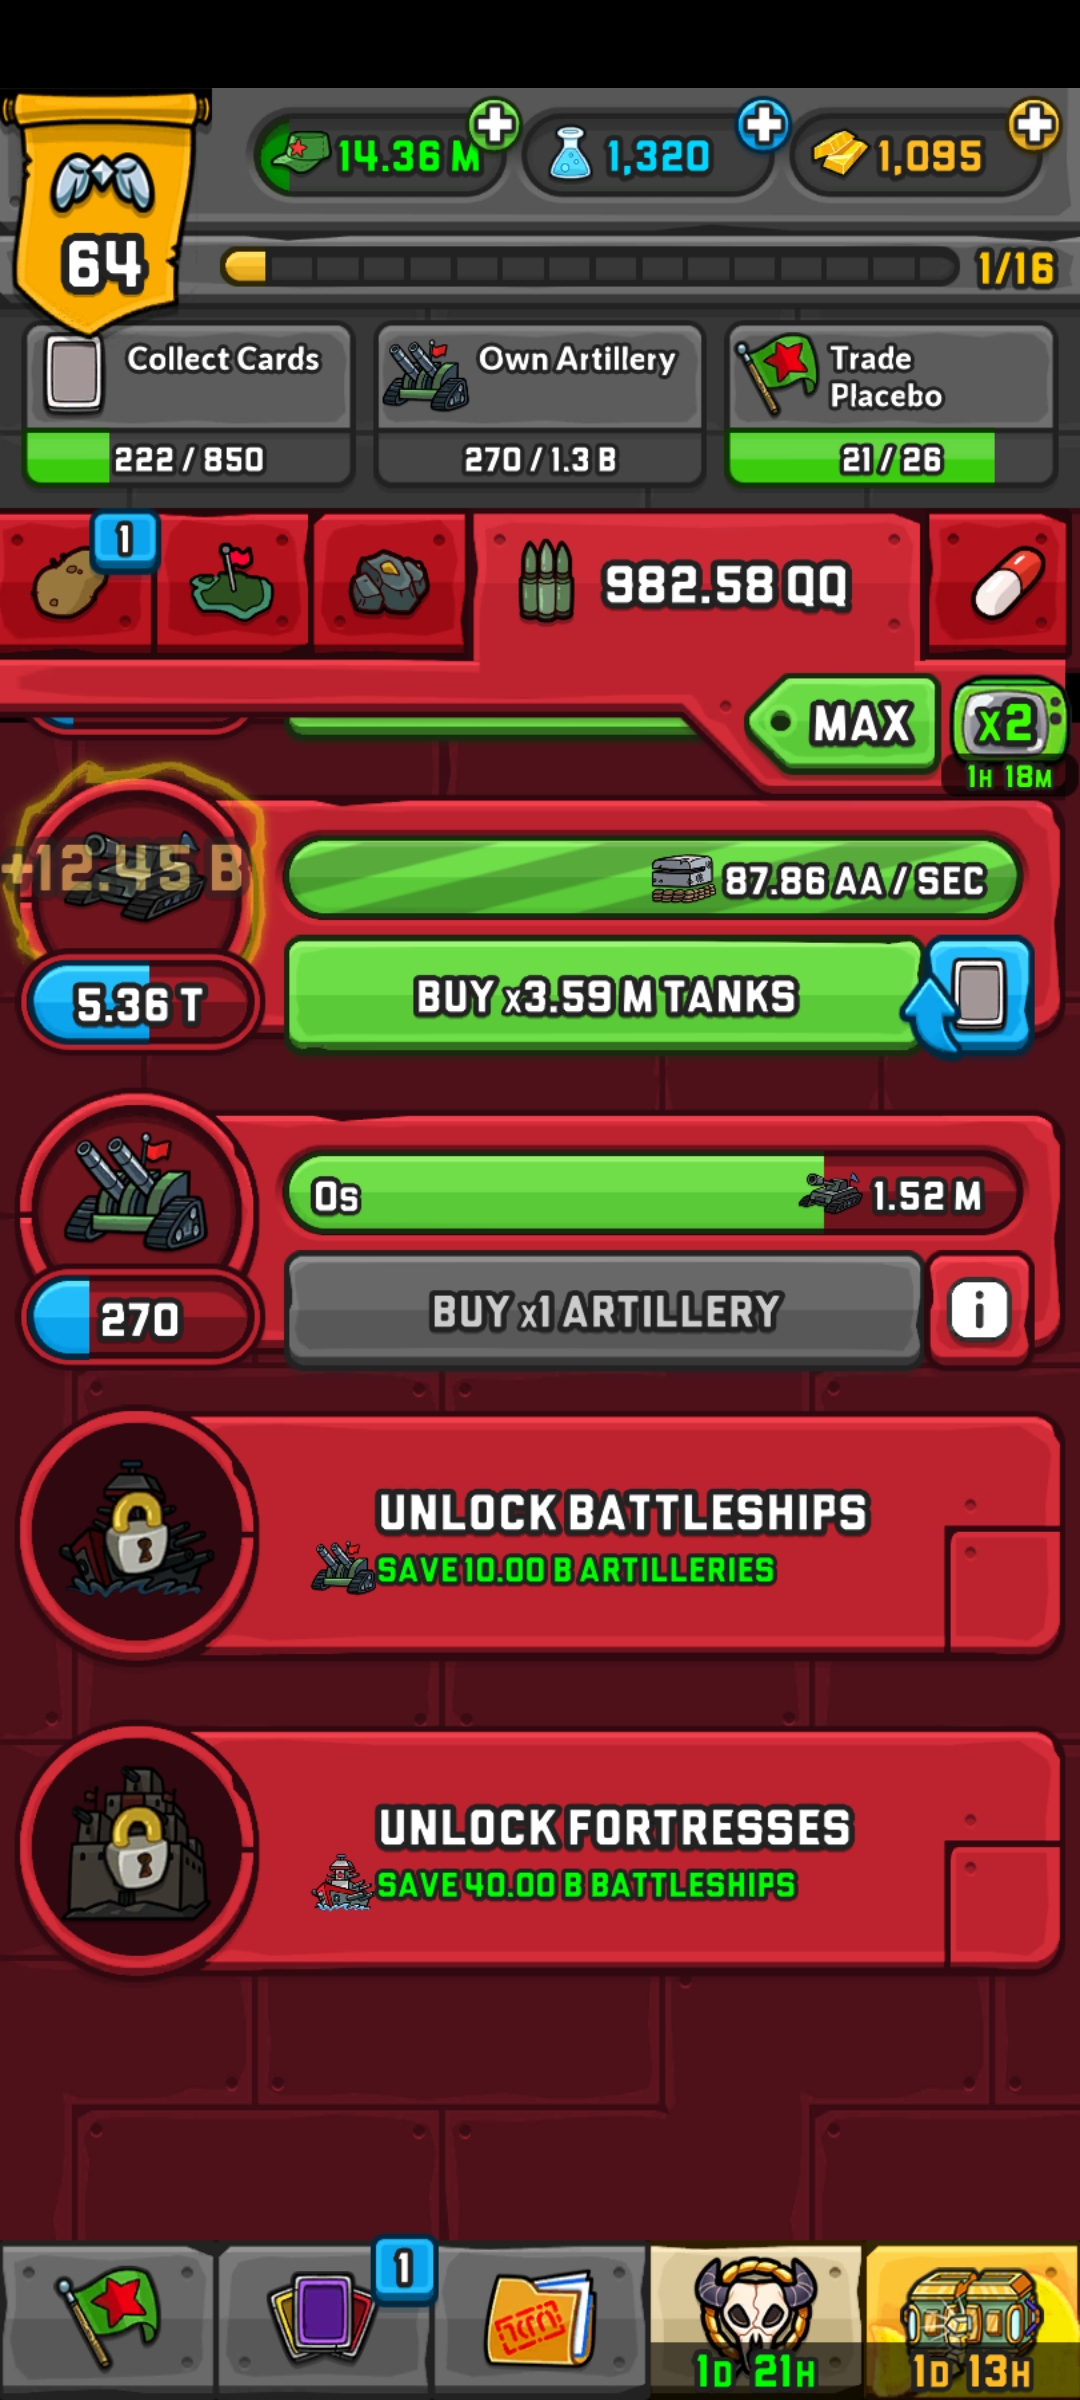 64
14.36 M
1,320
1,095
1/16
Collect Cards
222 / 850
Own Artillery
270 / 1.3 B
Trade
Placebo
21 / 26
1
982.58 QQ
MAX
x2
1H 18M
+12.45 B
87.86 AA / SEC
5.36 T
BUY x3.59 M TANKS
0s
1.52 M
270
BUY x1 ARTILLERY
i
UNLOCK BATTLESHIPS
SAVE 10.00 B ARTILLERIES
UNLOCK FORTRESSES
SAVE 40.00 B BATTLESHIPS
1
1D 21H
1D 13H